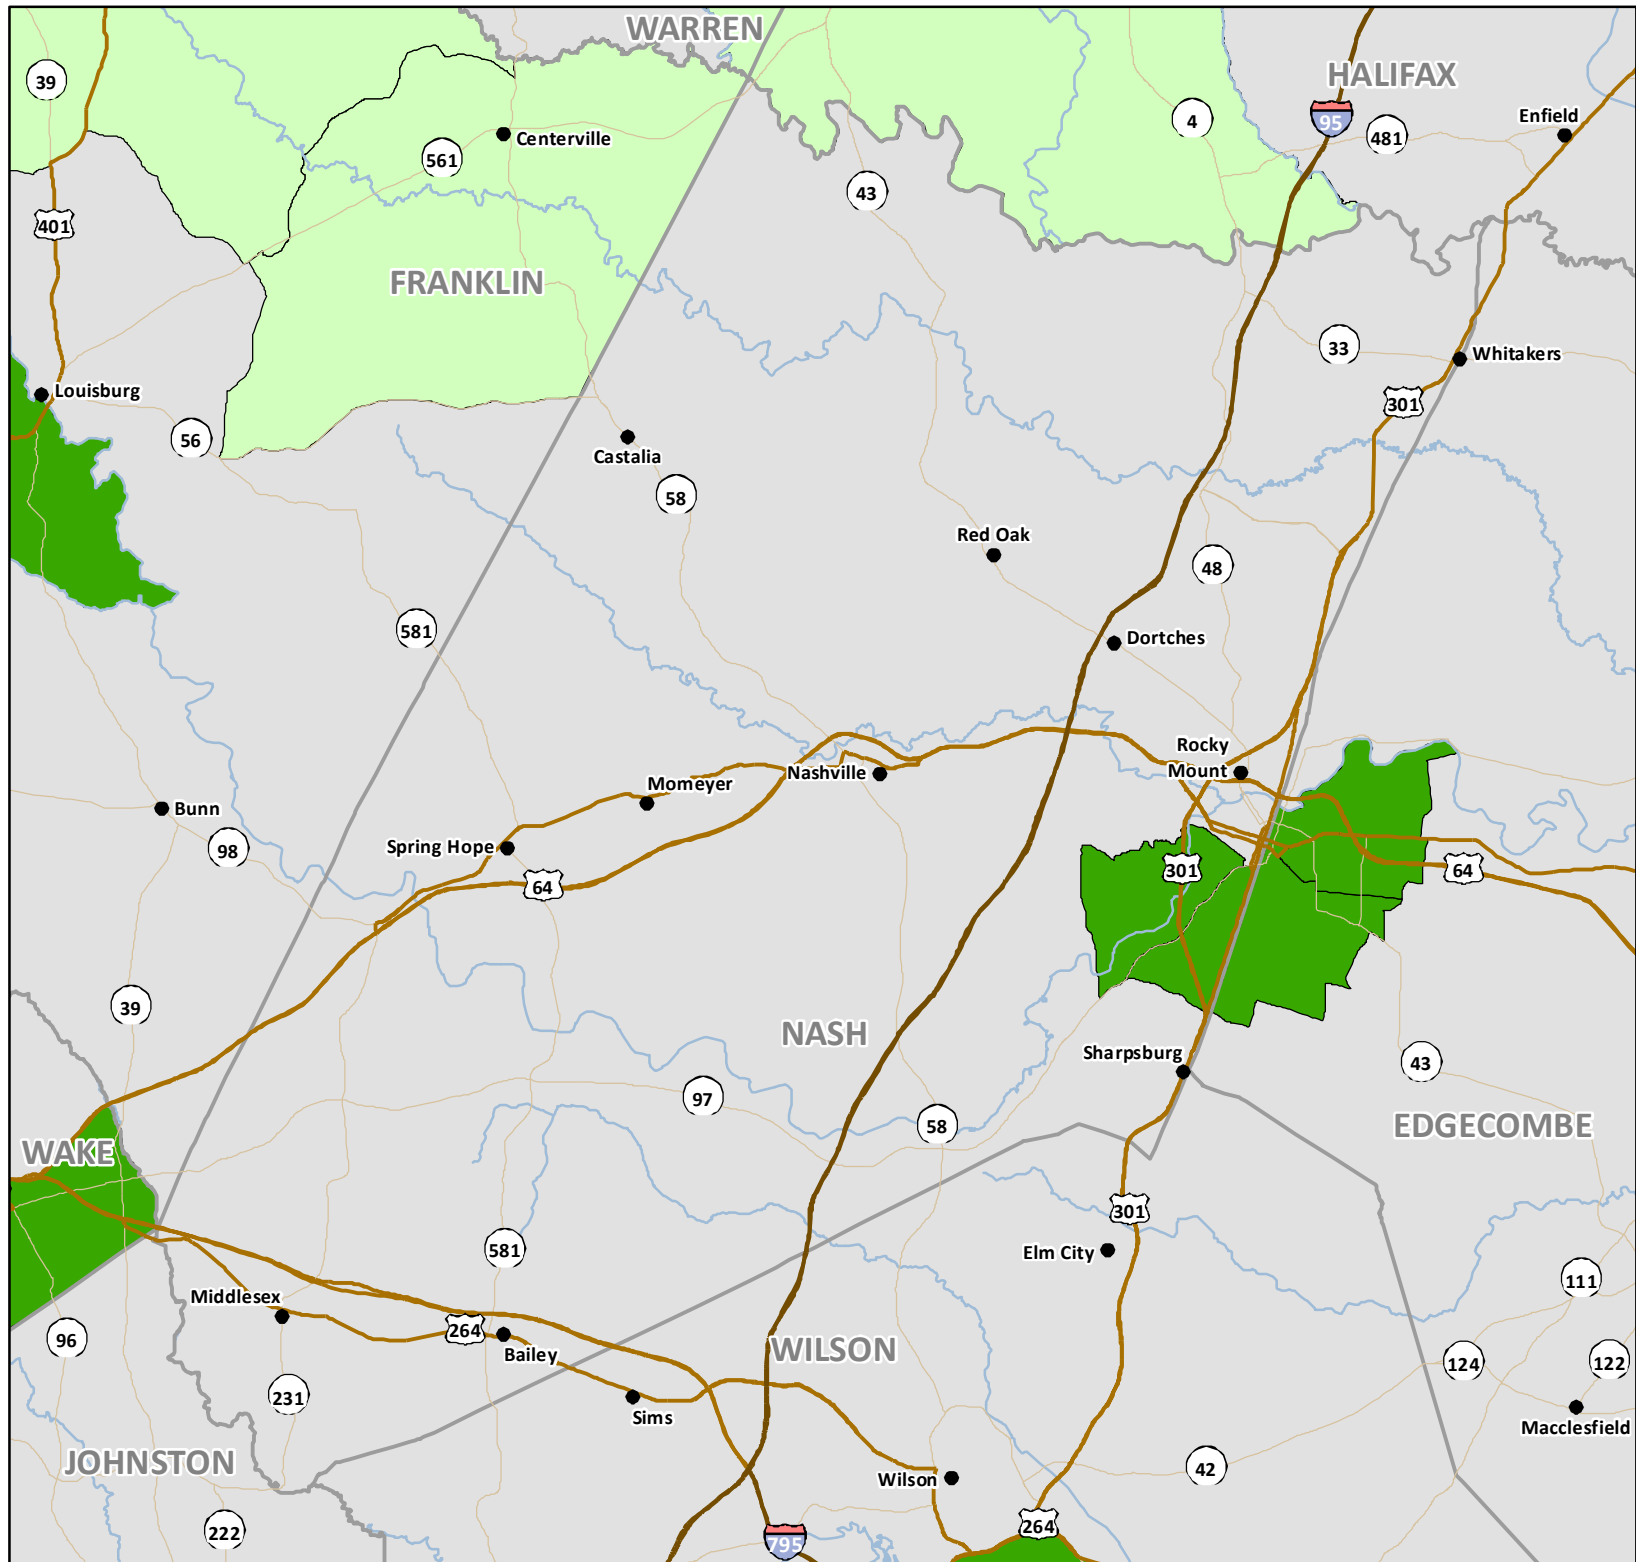 WARREN
HALIFAX
39
95
4
481
Enfield
Centerville
561
43
401
FRANKLIN
33
Whitakers
Louisburg
301
56
Castalia
58
Red Oak
48
581
Dortches
Rocky
Mount
Nashville
Momeyer
Bunn
98
Spring Hope
64
301
64
39
NASH
Sharpsburg
43
97
58
EDGECOMBE
WAKE
301
581
Elm City
111
Middlesex
264
96
Bailey
WILSON
124
122
231
Sims
Macclesfield
JOHNSTON
Wilson
42
222
264
795